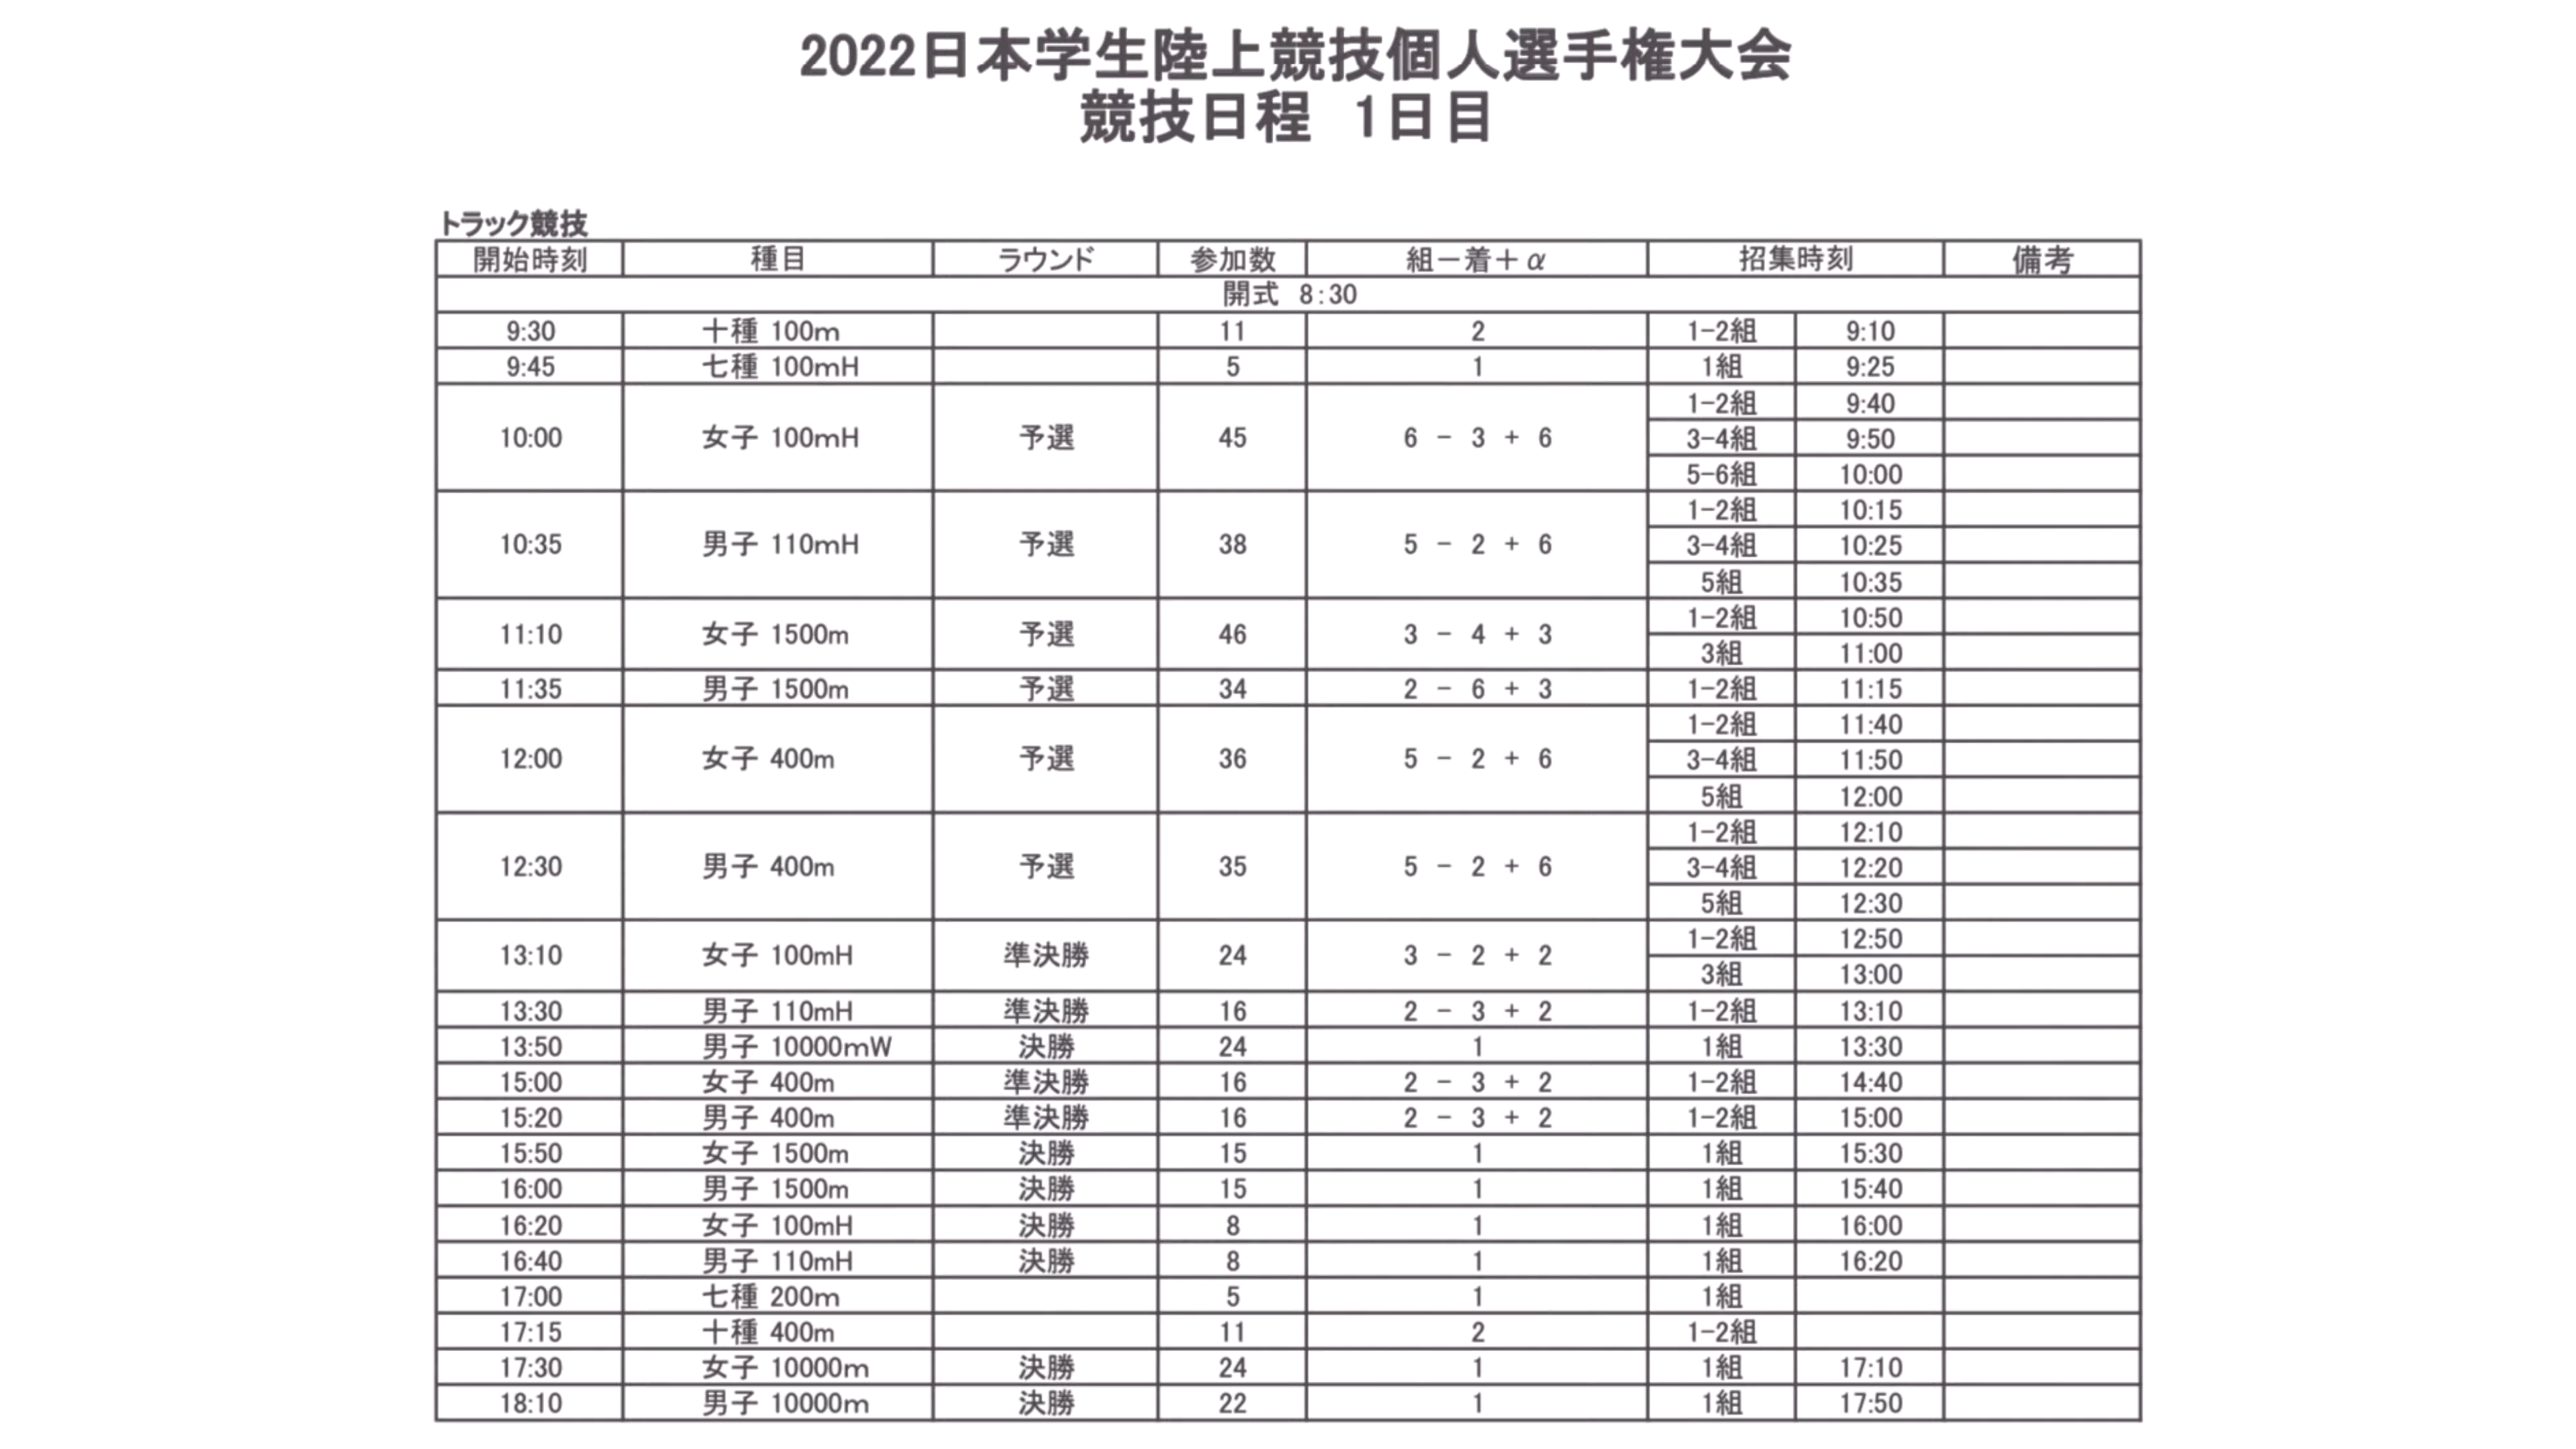 2022日本学生陸上競技個人選手権大会
競技日程 1日目
トラック競技
開始時刻 種目 ラウンド 参加数 組－着＋α 招集時刻 備考
開式 8:30
9:30 十種 100m 11 2 1-2組 9:10
9:45 七種 100mH 5 1 1組 9:25
10:00 女子 100mH 予選 45 6 - 3 + 6 1-2組 9:40
3-4組 9:50
5-6組 10:00
10:35 男子 110mH 予選 38 5 - 2 + 6 1-2組 10:15
3-4組 10:25
5組 10:35
11:10 女子 1500m 予選 46 3 - 4 + 3 1-2組 10:50
3組 11:00
11:35 男子 1500m 予選 34 2 - 6 + 3 1-2組 11:15
12:00 女子 400m 予選 36 5 - 2 + 6 1-2組 11:40
3-4組 11:50
5組 12:00
12:30 男子 400m 予選 35 5 - 2 + 6 1-2組 12:10
3-4組 12:20
5組 12:30
13:10 女子 100mH 準決勝 24 3 - 2 + 2 1-2組 12:50
3組 13:00
13:30 男子 110mH 準決勝 16 2 - 3 + 2 1-2組 13:10
13:50 男子 10000mW 決勝 24 1 1組 13:30
15:00 女子 400m 準決勝 16 2 - 3 + 2 1-2組 14:40
15:20 男子 400m 準決勝 16 2 - 3 + 2 1-2組 15:00
15:50 女子 1500m 決勝 15 1 1組 15:30
16:00 男子 1500m 決勝 15 1 1組 15:40
16:20 女子 100mH 決勝 8 1 1組 16:00
16:40 男子 110mH 決勝 8 1 1組 16:20
17:00 七種 200m 5 1 1組
17:15 十種 400m 11 2 1-2組
17:30 女子 10000m 決勝 24 1 1組 17:10
18:10 男子 10000m 決勝 22 1 1組 17:50